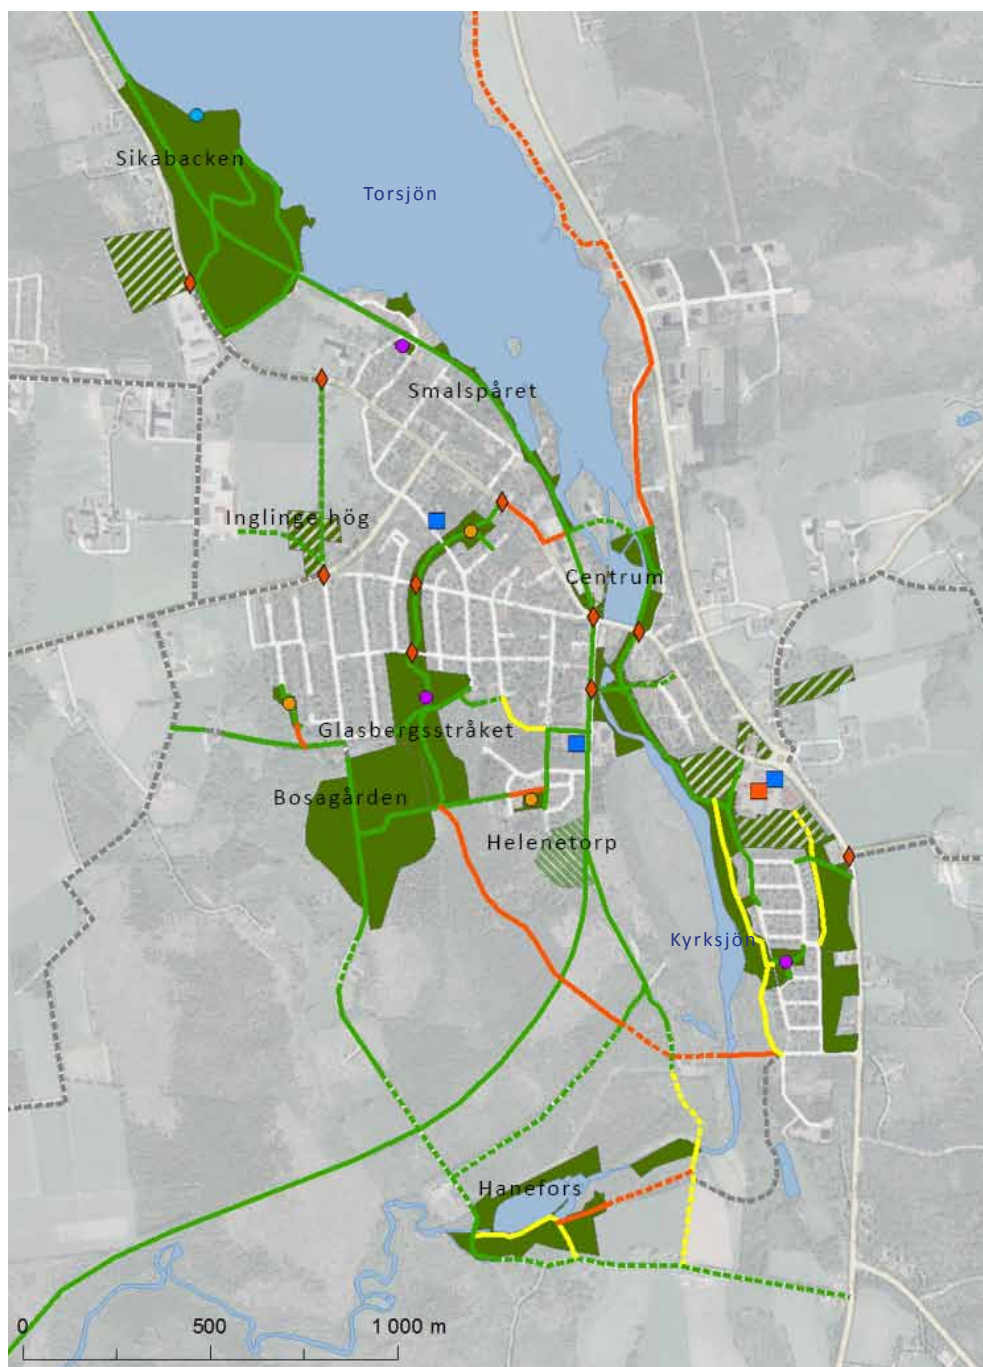 Sikabacken
Torsjön
Smalspåret
Inglinge hög
Centrum
Glasbergsstråket
Bosagården
Helenetorp
Kyrksjön
Hanefors
0 500 1 000 m